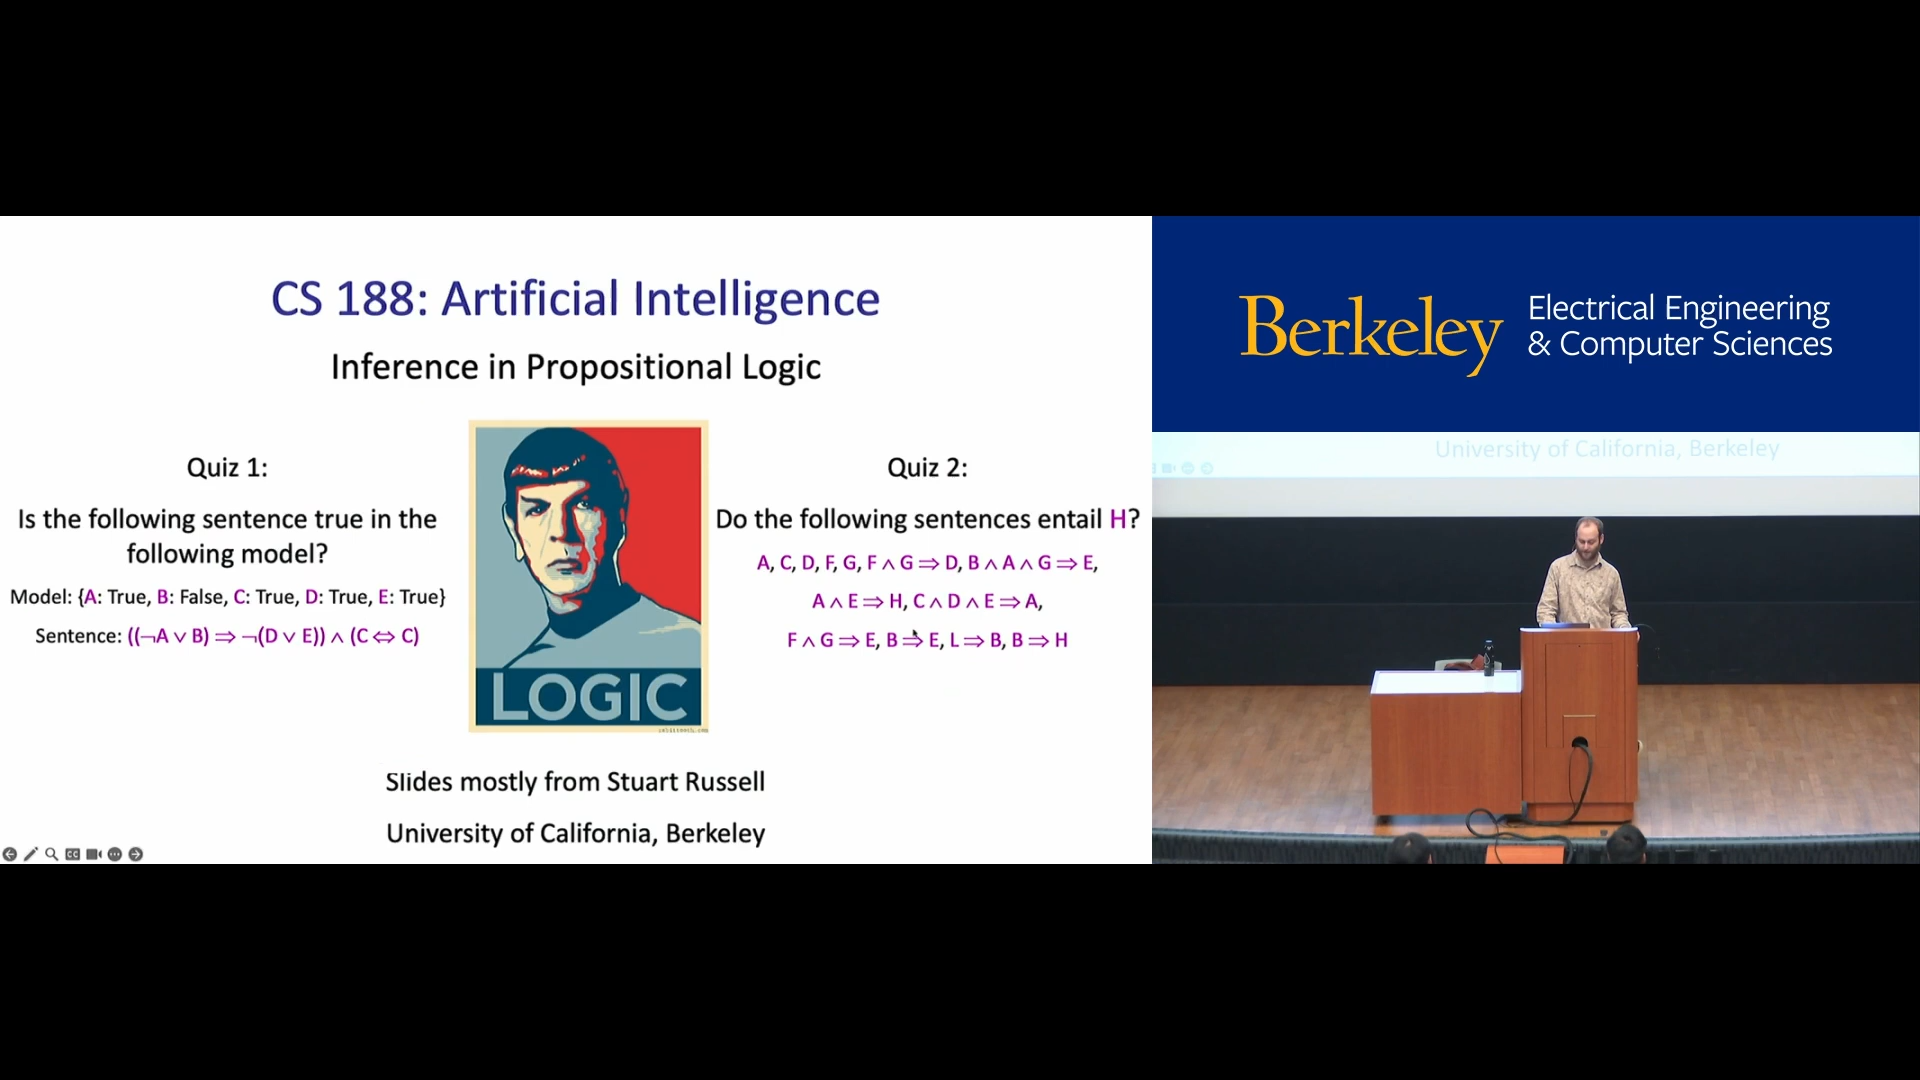 CS 188: Artificial Intelligence
Inference in Propositional Logic
Quiz 1:
Is the following sentence true in the
following model?
Model: {A: True, B: False, C: True, D: True, E: True}
Sentence: ((¬A ∨ B) ⇒ ¬(D ∨ E)) ∧ (C ⇔ C)
LOGIC
Quiz 2:
Do the following sentences entail H?
A, C, D, F, G, F ∧ G ⇒ D, B ∧ A ∧ G ⇒ E,
A ∧ E ⇒ H, C ∧ D ∧ E ⇒ A,
F ∧ G ⇒ E, B ⇒ E, L ⇒ B, B ⇒ H
Slides mostly from Stuart Russell
University of California, Berkeley
Berkeley
Electrical Engineering
& Computer Sciences
University of California, Berkeley